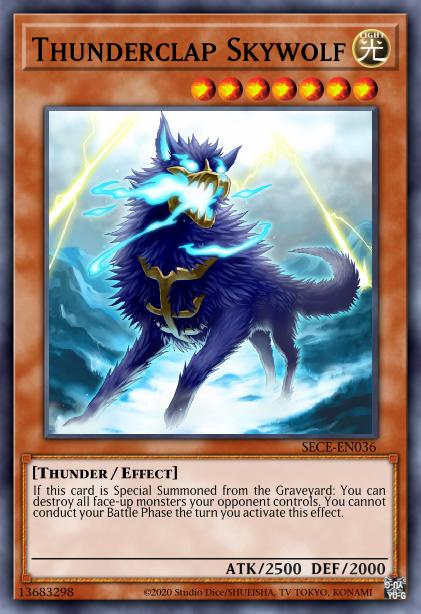 Thunderclap Skywolf
LIGHT
光
SECE-EN036
[Thunder / Effect]
If this card is Special Summoned from the Graveyard: You can
destroy all face-up monsters your opponent controls. You cannot
conduct your Battle Phase the turn you activate this effect.
ATK/2500 DEF/2000
13683298
©2020 Studio Dice/SHUEISHA, TV TOKYO, KONAMI